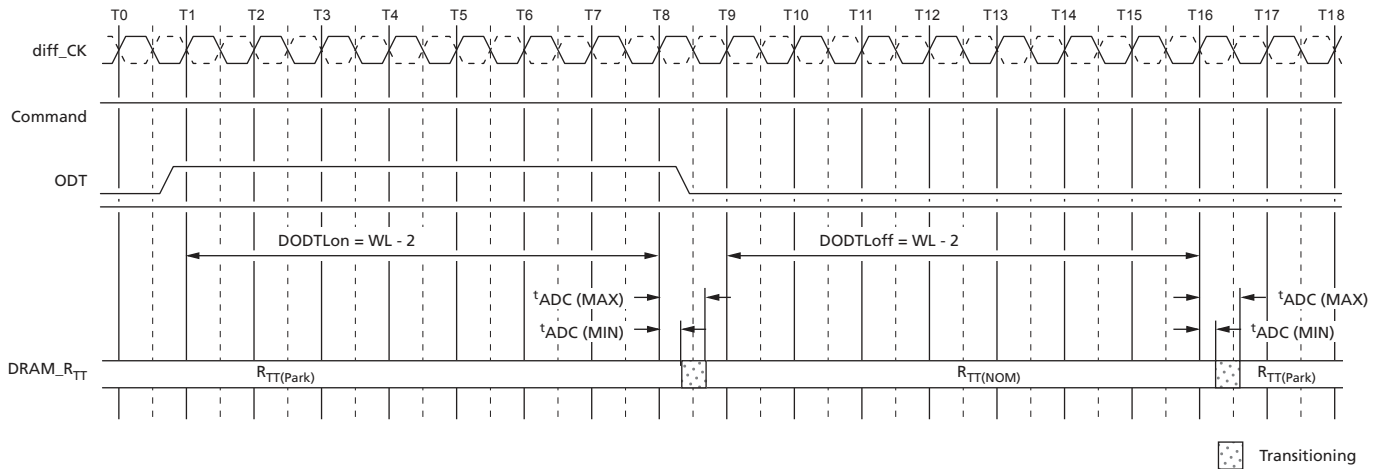 T0 T1 T2 T3 T4 T5 T6 T7 T8 T9 T10 T11 T12 T13 T14 T15 T16 T17 T18
diff_CK
Command
ODT
DODTLon = WL - 2 DODTLoff = WL - 2
tADC (MAX) tADC (MAX)
tADC (MIN) tADC (MIN)
DRAM_RTT RTT(Park) RTT(NOM) RTT(Park)
Transitioning